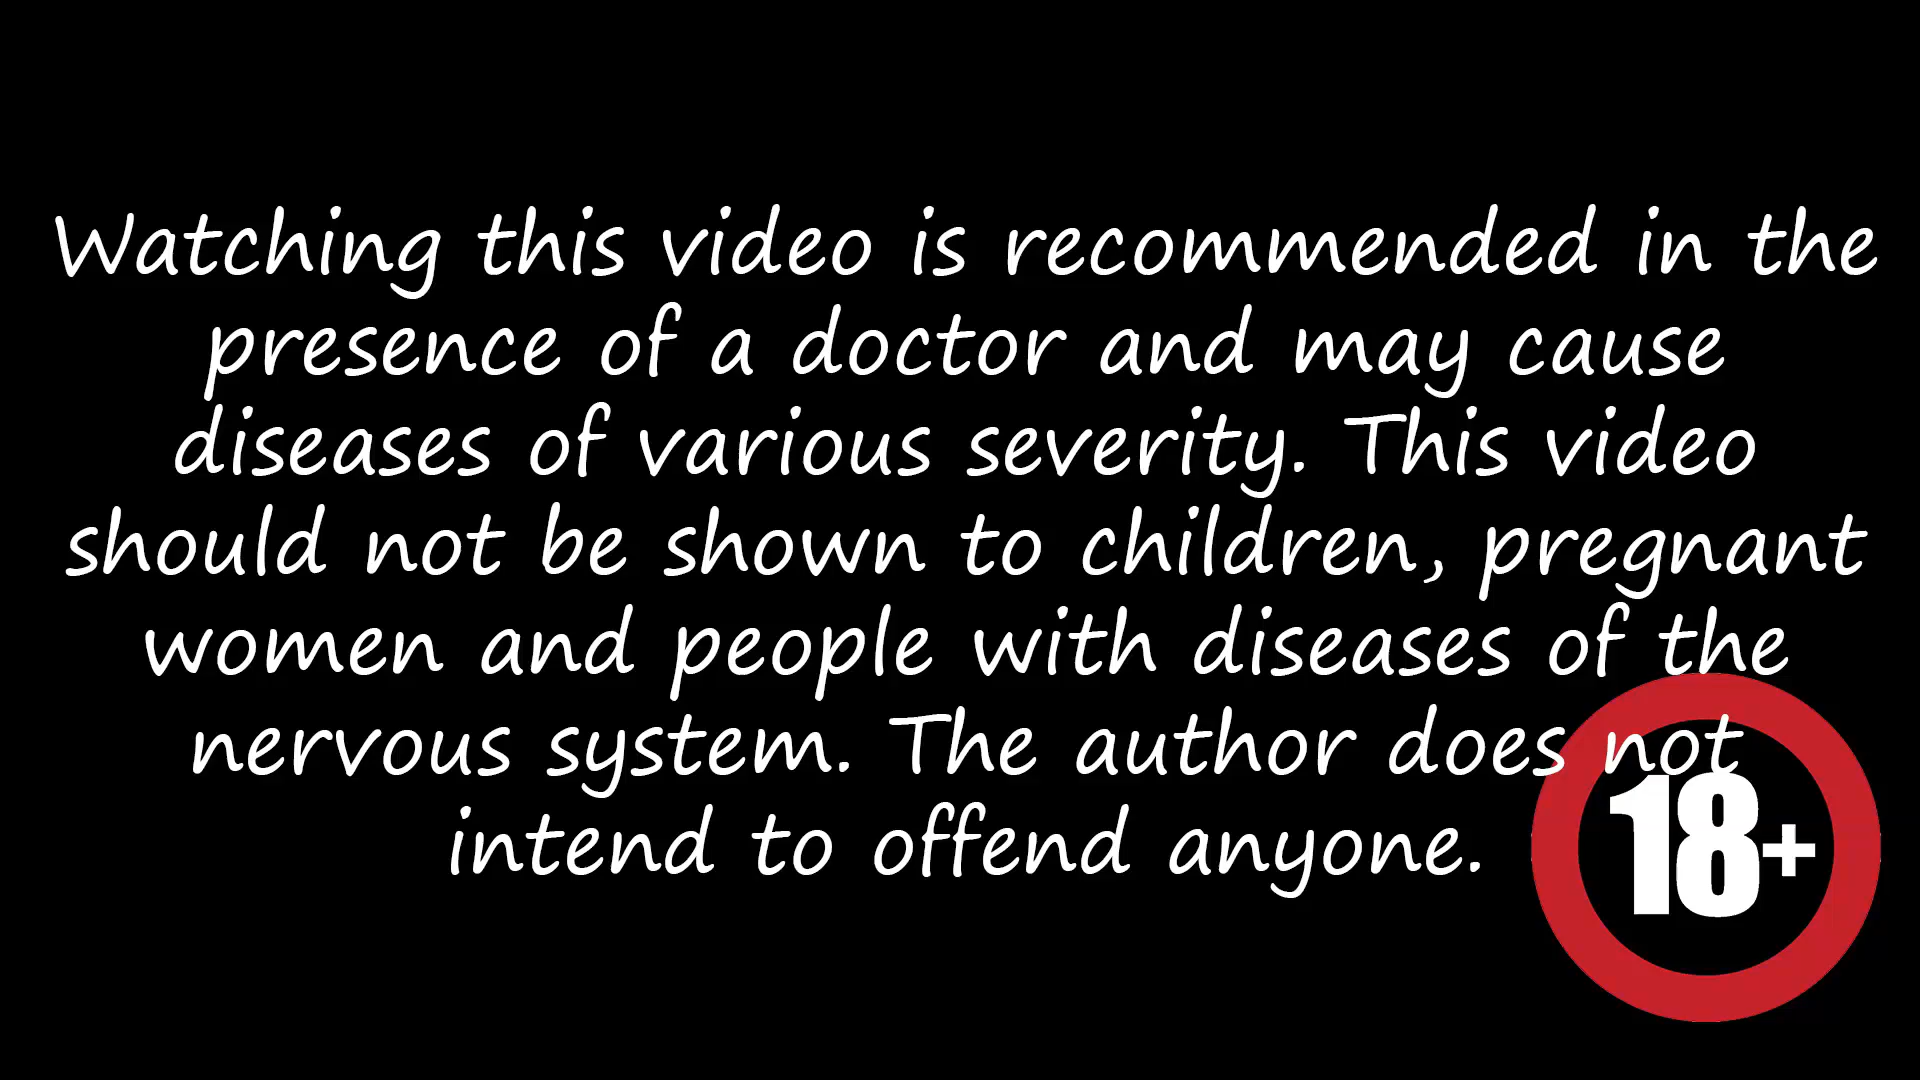 Watching this video is recommended in the
presence of a doctor and may cause
diseases of various severity. This video
should not be shown to children, pregnant
women and people with diseases of the
nervous system. The author does not
intend to offend anyone.
18+